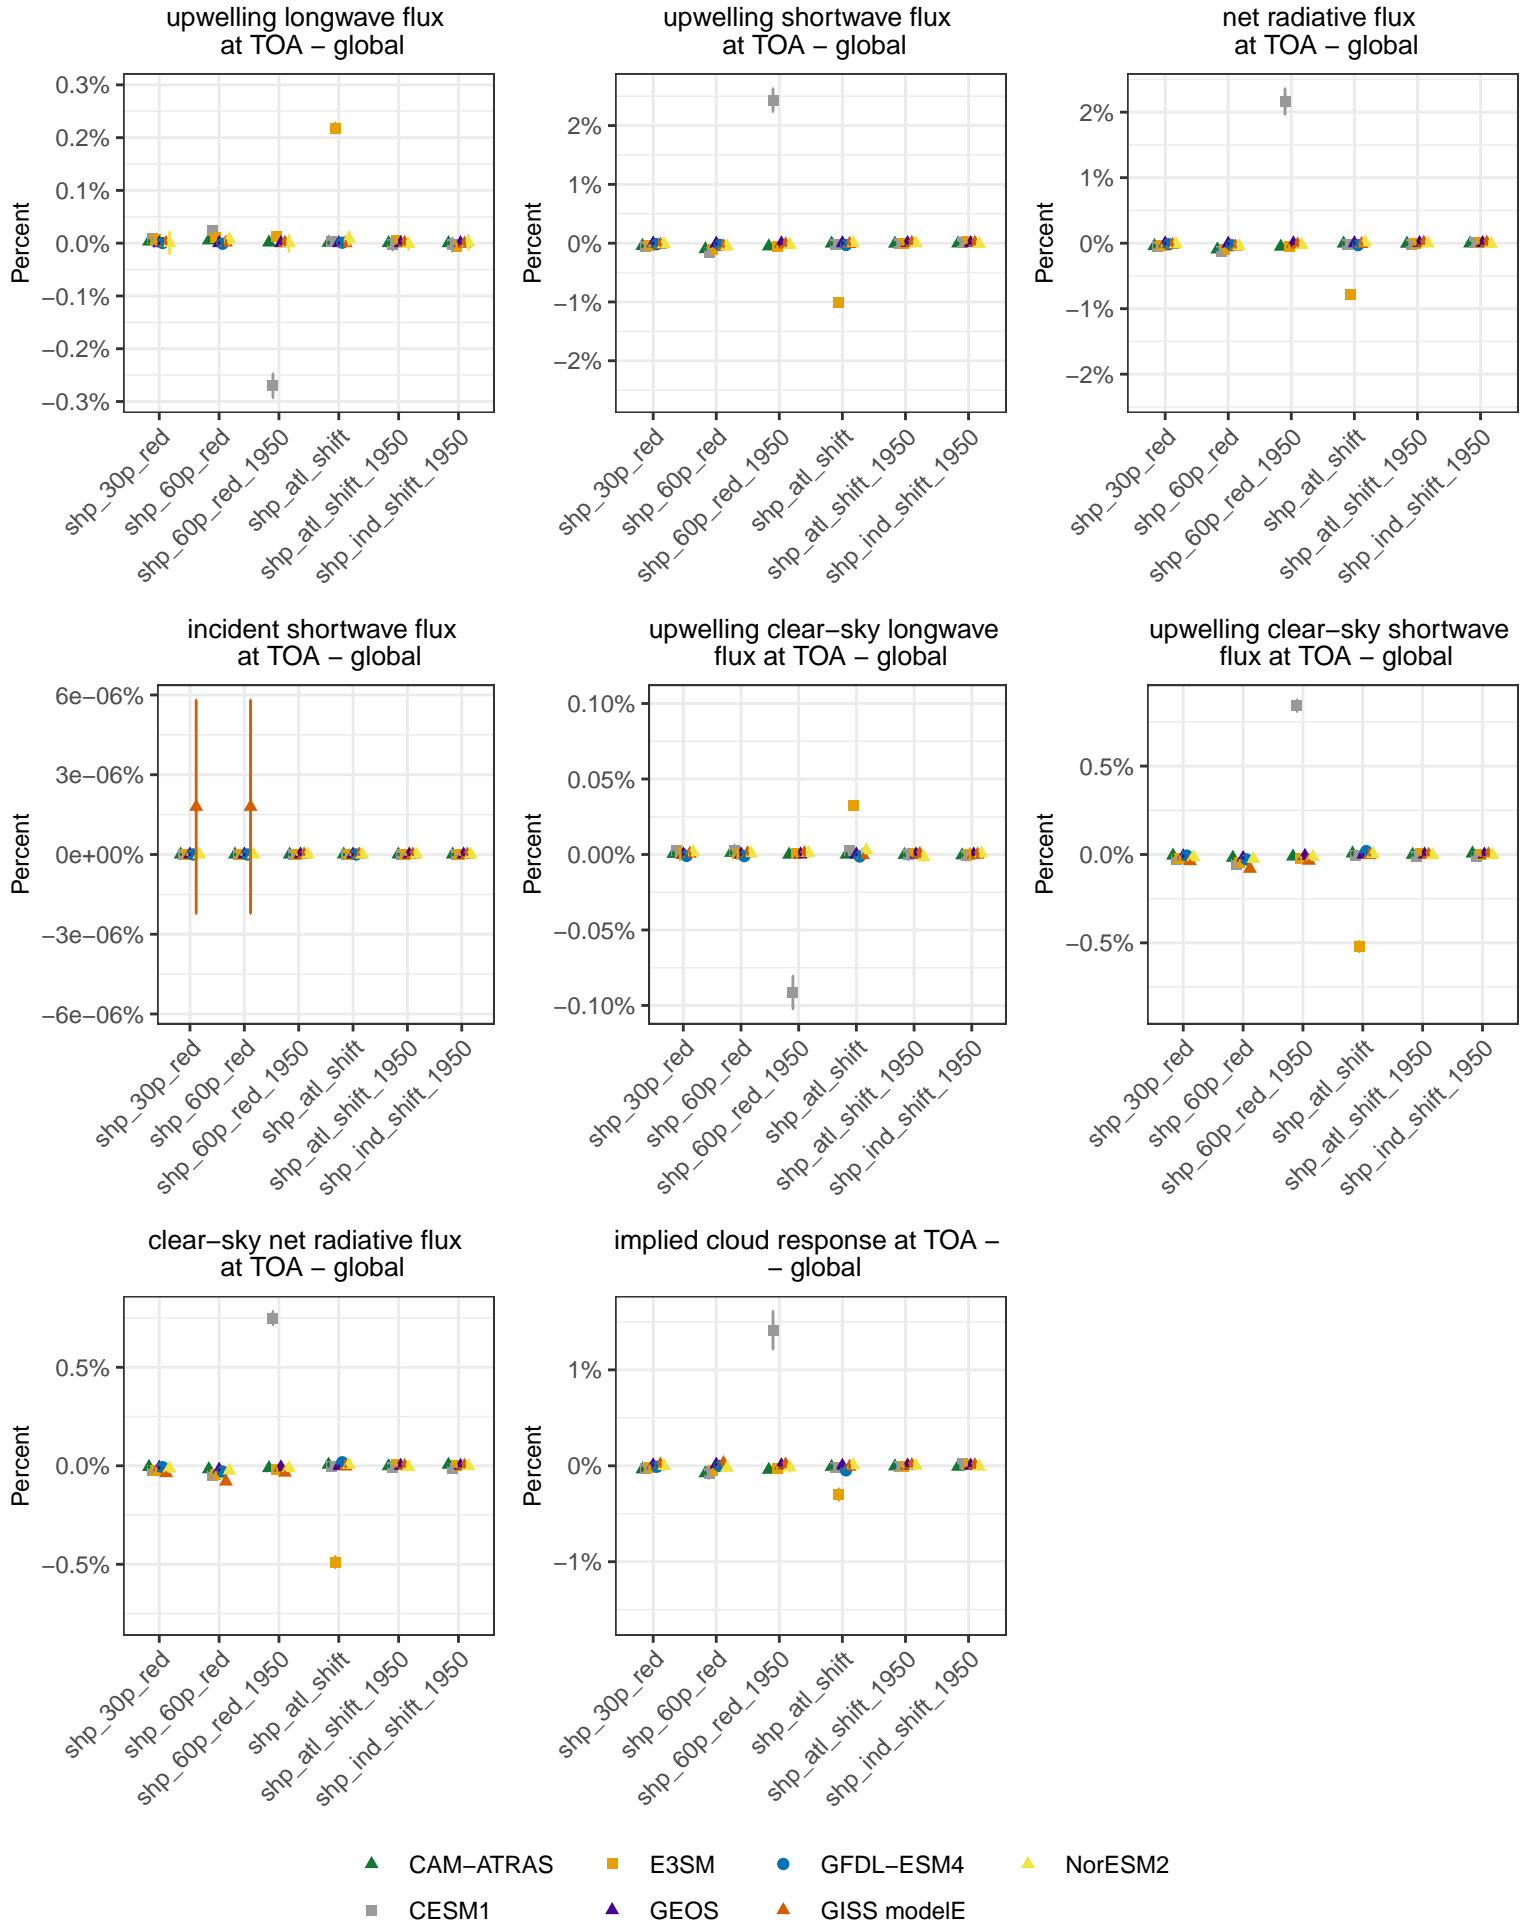 upwelling longwave flux
at TOA – global
upwelling shortwave flux
at TOA – global
net radiative flux
at TOA – global
Percent
0.3%
0.2%
0.1%
0.0%
−0.1%
−0.2%
−0.3%
shp_30p_red
shp_60p_red
shp_60p_red_1950
shp_atl_shift
shp_atl_shift_1950
shp_ind_shift_1950
Percent
2%
1%
0%
−1%
−2%
shp_30p_red
shp_60p_red
shp_60p_red_1950
shp_atl_shift
shp_atl_shift_1950
shp_ind_shift_1950
Percent
2%
1%
0%
−1%
−2%
shp_30p_red
shp_60p_red
shp_60p_red_1950
shp_atl_shift
shp_atl_shift_1950
shp_ind_shift_1950
incident shortwave flux
at TOA – global
upwelling clear−sky longwave
flux at TOA – global
upwelling clear−sky shortwave
flux at TOA – global
Percent
6e−06%
3e−06%
0e+00%
−3e−06%
−6e−06%
shp_30p_red
shp_60p_red
shp_60p_red_1950
shp_atl_shift
shp_atl_shift_1950
shp_ind_shift_1950
Percent
0.10%
0.05%
0.00%
−0.05%
−0.10%
shp_30p_red
shp_60p_red
shp_60p_red_1950
shp_atl_shift
shp_atl_shift_1950
shp_ind_shift_1950
Percent
0.5%
0.0%
−0.5%
shp_30p_red
shp_60p_red
shp_60p_red_1950
shp_atl_shift
shp_atl_shift_1950
shp_ind_shift_1950
clear−sky net radiative flux
at TOA – global
implied cloud response at TOA –
– global
Percent
0.5%
0.0%
−0.5%
shp_30p_red
shp_60p_red
shp_60p_red_1950
shp_atl_shift
shp_atl_shift_1950
shp_ind_shift_1950
Percent
1%
0%
−1%
shp_30p_red
shp_60p_red
shp_60p_red_1950
shp_atl_shift
shp_atl_shift_1950
shp_ind_shift_1950
CAM−ATRAS
E3SM
GFDL−ESM4
NorESM2
CESM1
GEOS
GISS modelE